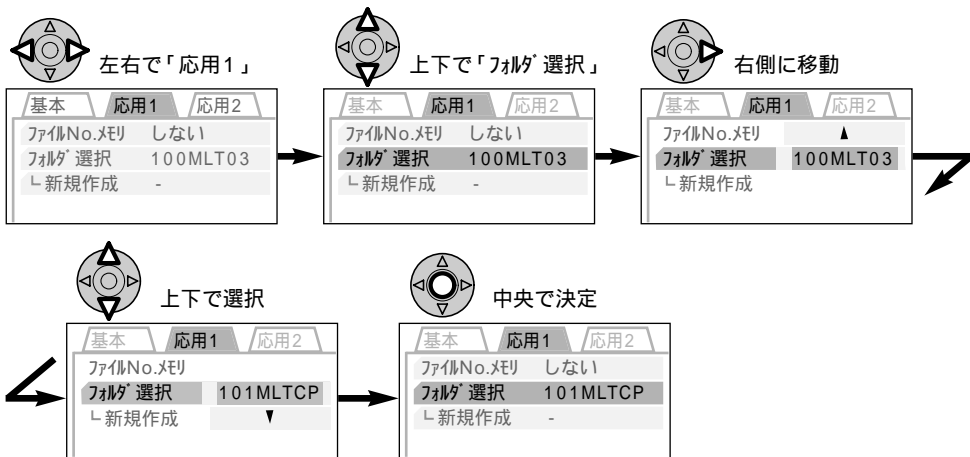 左右で「応用1」
基本 応用1 応用2
ﾌｧｲﾙNo.ﾒﾓﾘ しない
ﾌｫﾙﾀﾞ選択 100MLT03
└ 新規作成 -
上下で「ﾌｫﾙﾀﾞ選択」
基本 応用1 応用2
ﾌｧｲﾙNo.ﾒﾓﾘ しない
ﾌｫﾙﾀﾞ選択 100MLT03
└ 新規作成 -
右側に移動
基本 応用1 応用2
ﾌｧｲﾙNo.ﾒﾓﾘ ▲
ﾌｫﾙﾀﾞ選択 100MLT03
└ 新規作成
上下で選択
基本 応用1 応用2
ﾌｧｲﾙNo.ﾒﾓﾘ
ﾌｫﾙﾀﾞ選択 101MLTCP
└ 新規作成 ▼
中央で決定
基本 応用1 応用2
ﾌｧｲﾙNo.ﾒﾓﾘ しない
ﾌｫﾙﾀﾞ選択 101MLTCP
└ 新規作成 -